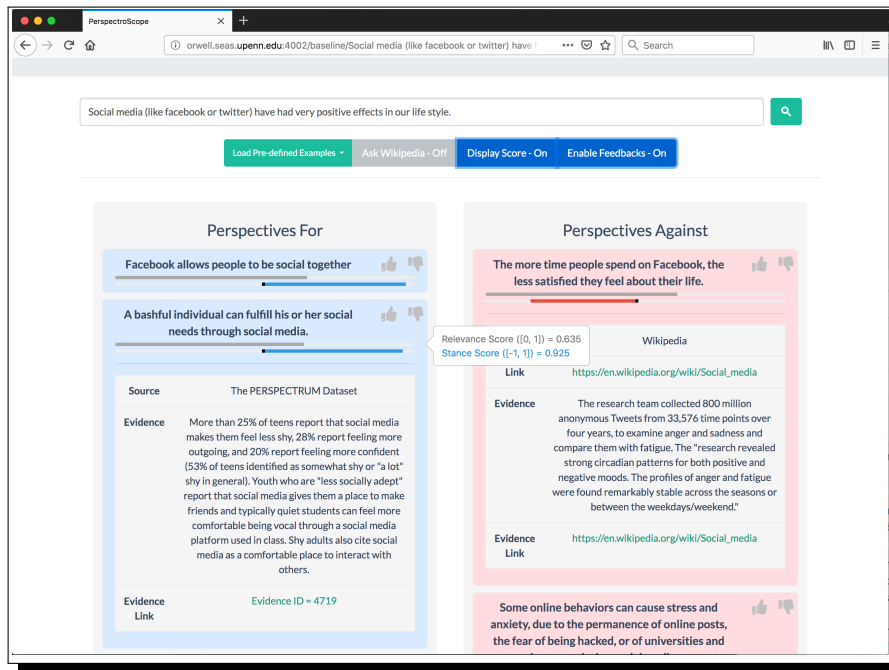 PerspectroScope
orwell.seas.upenn.edu:4002/baseline/Social media (like facebook or twitter) have
Search
Social media (like facebook or twitter) have had very positive effects in our life style.
Load Pre-defined Examples
Ask Wikipedia - Off
Display Score - On
Enable Feedbacks - On
Perspectives For
Facebook allows people to be social together
A bashful individual can fulfill his or her social
needs through social media.
Relevance Score ([0, 1]) = 0.635
Stance Score ([-1, 1]) = 0.925
Source The PERSPECTRUM Dataset
Evidence More than 25% of teens report that social media
makes them feel less shy, 28% report feeling more
outgoing, and 20% report feeling more confident
(53% of teens identified as somewhat shy or "a lot"
shy in general). Youth who are "less socially adept"
report that social media gives them a place to make
friends and typically quiet students can feel more
comfortable being vocal through a social media
platform used in class. Shy adults also cite social
media as a comfortable place to interact with
others.
Evidence Evidence ID = 4719
Link
Perspectives Against
The more time people spend on Facebook, the
less satisfied they feel about their life.
Wikipedia
Link https://en.wikipedia.org/wiki/Social_media
Evidence The research team collected 800 million
anonymous Tweets from 33,576 time points over
four years, to examine anger and sadness and
compare them with fatigue. The "research revealed
strong circadian patterns for both positive and
negative moods. The profiles of anger and fatigue
were found remarkably stable across the seasons or
between the weekdays/weekend."
Evidence https://en.wikipedia.org/wiki/Social_media
Link
Some online behaviors can cause stress and
anxiety, due to the permanence of online posts,
the fear of being hacked, or of universities and